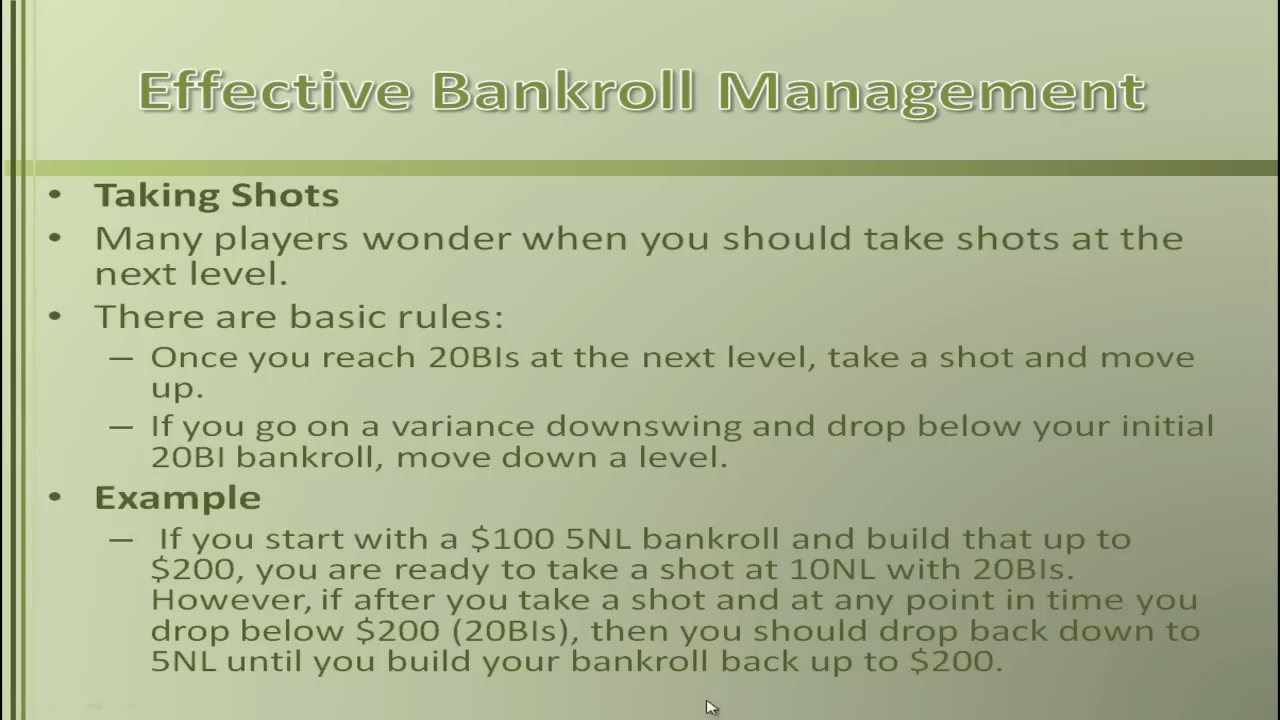 Effective Bankroll Management
• Taking Shots
• Many players wonder when you should take shots at the
next level.
• There are basic rules:
– Once you reach 20BIs at the next level, take a shot and move
up.
– If you go on a variance downswing and drop below your initial
20BI bankroll, move down a level.
• Example
– If you start with a $100 5NL bankroll and build that up to
$200, you are ready to take a shot at 10NL with 20BIs.
However, if after you take a shot and at any point in time you
drop below $200 (20BIs), then you should drop back down to
5NL until you build your bankroll back up to $200.